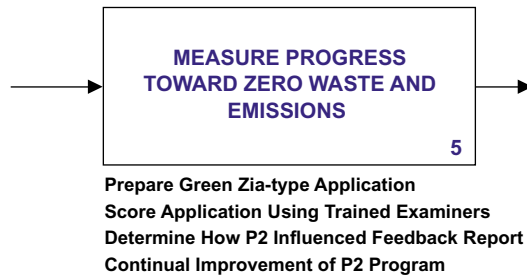 MEASURE PROGRESS
TOWARD ZERO WASTE AND
EMISSIONS
5
Prepare Green Zia-type Application
Score Application Using Trained Examiners
Determine How P2 Influenced Feedback Report
Continual Improvement of P2 Program